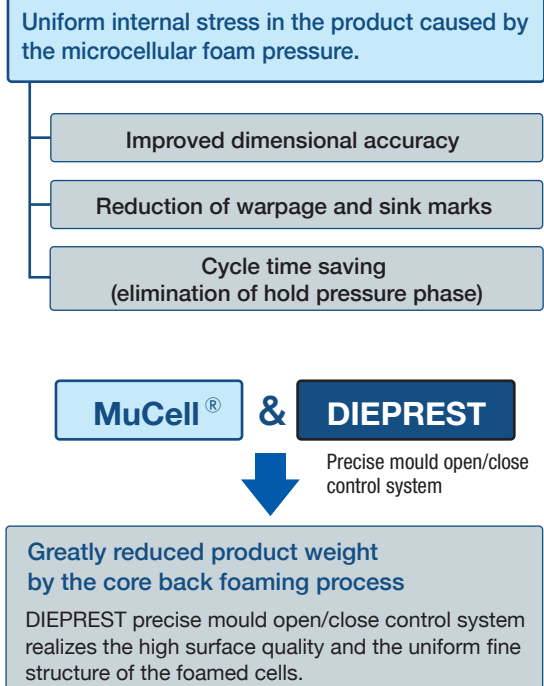 Uniform internal stress in the product caused by
the microcellular foam pressure.
Improved dimensional accuracy
Reduction of warpage and sink marks
Cycle time saving
(elimination of hold pressure phase)
MuCell® & DIEPREST
Precise mould open/close
control system
Greatly reduced product weight
by the core back foaming process
DIEPREST precise mould open/close control system
realizes the high surface quality and the uniform fine
structure of the foamed cells.